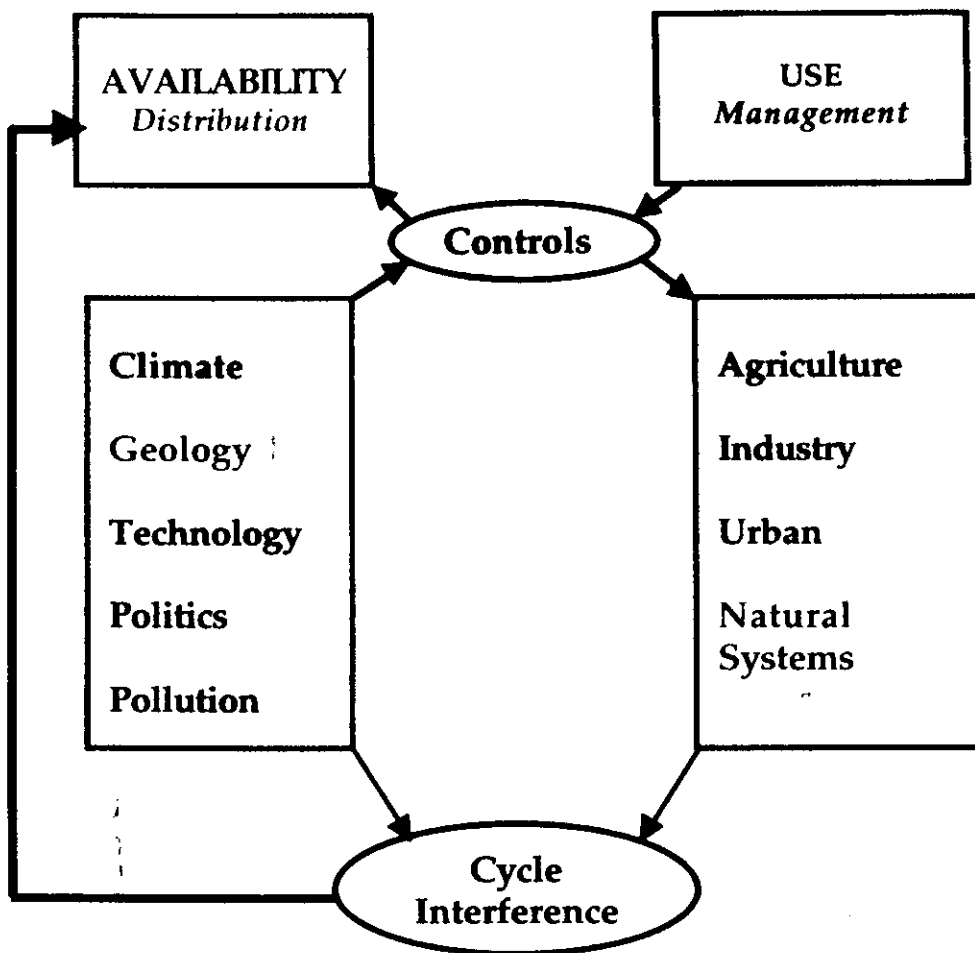 AVAILABILITY
Distribution
USE
Management
Controls
Climate
Geology
Technology
Politics
Pollution
Agriculture
Industry
Urban
Natural
Systems
Cycle
Interference